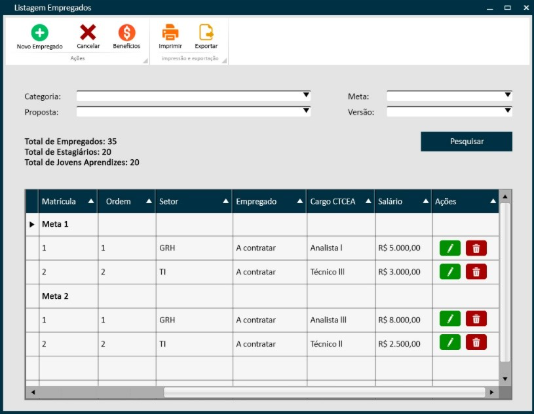 Listagem Empregados
Novo Empregado Cancelar Benefícios Imprimir Exportar
Ações Impressão e exportação
Categoria: Meta:
Proposta: Versão:
Total de Empregados: 35
Total de Estagiários: 20
Total de Jovens Aprendizes: 20
Pesquisar
Matrícula Ordem Setor Empregado Cargo CTCEA Salário Ações
Meta 1
1 1 GRH A contratar Analista I R$ 5.000,00
2 2 TI A contratar Técnico III R$ 3.000,00
Meta 2
1 1 GRH A contratar Analista III R$ 8.000,00
2 2 TI A contratar Técnico II R$ 2.500,00